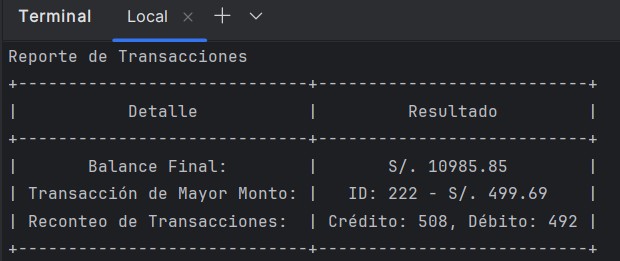 Terminal Local × +
Reporte de Transacciones
+-----------------------------+---------------------------+
| Detalle | Resultado |
+-----------------------------+---------------------------+
| Balance Final: | S/. 10985.85 |
| Transacción de Mayor Monto: | ID: 222 - S/. 499.69 |
| Reconteo de Transacciones: | Crédito: 508, Débito: 492 |
+-----------------------------+---------------------------+